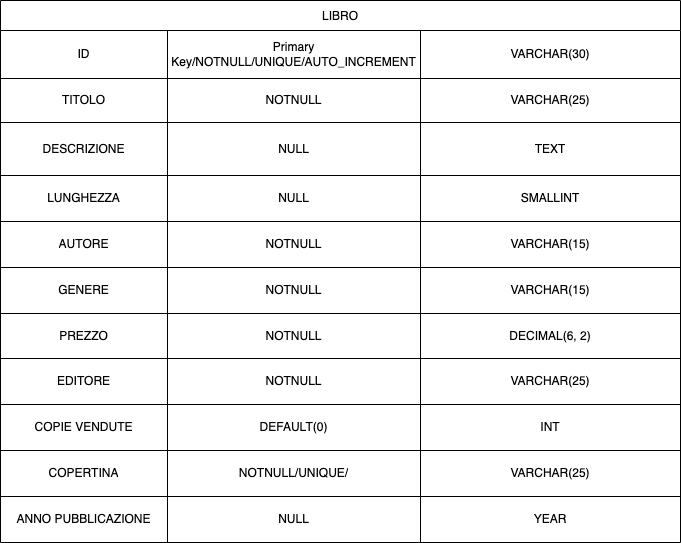 LIBRO
ID
Primary
Key/NOTNULL/UNIQUE/AUTO_INCREMENT
VARCHAR(30)
TITOLO
NOTNULL
VARCHAR(25)
DESCRIZIONE
NULL
TEXT
LUNGHEZZA
NULL
SMALLINT
AUTORE
NOTNULL
VARCHAR(15)
GENERE
NOTNULL
VARCHAR(15)
PREZZO
NOTNULL
DECIMAL(6, 2)
EDITORE
NOTNULL
VARCHAR(25)
COPIE VENDUTE
DEFAULT(0)
INT
COPERTINA
NOTNULL/UNIQUE/
VARCHAR(25)
ANNO PUBBLICAZIONE
NULL
YEAR